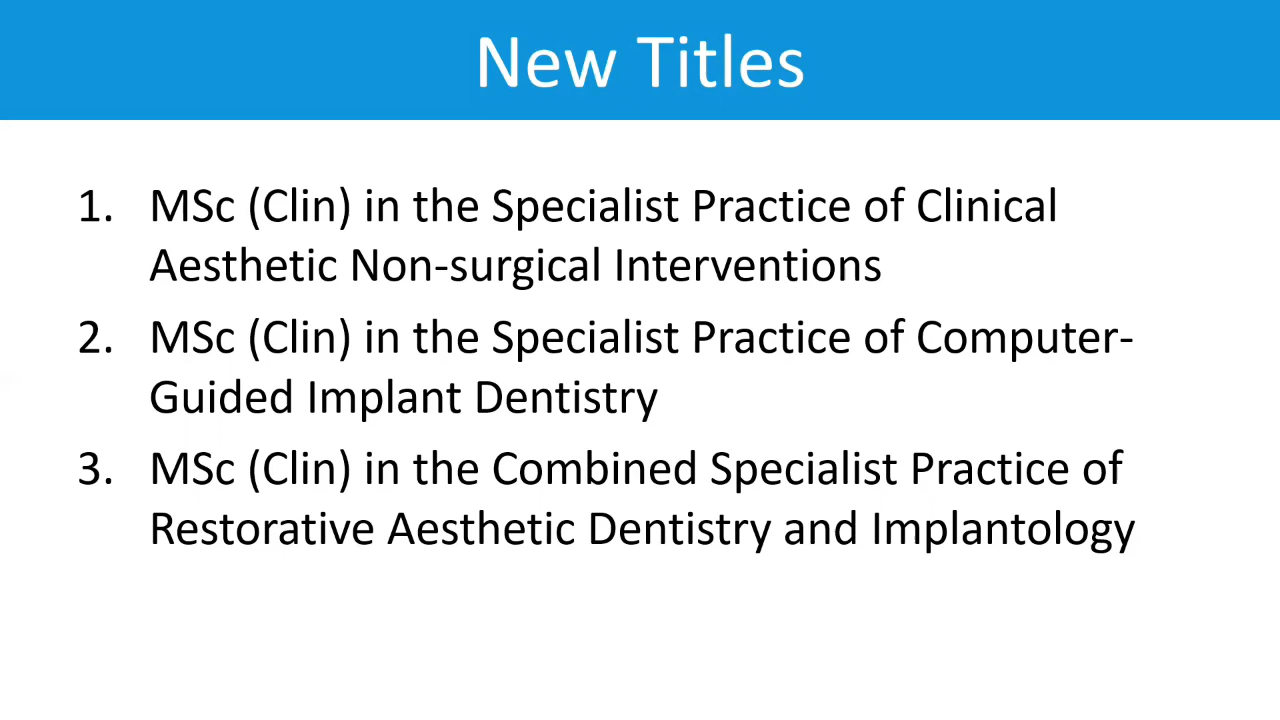 New Titles
1. MSc (Clin) in the Specialist Practice of Clinical
Aesthetic Non-surgical Interventions
2. MSc (Clin) in the Specialist Practice of Computer-
Guided Implant Dentistry
3. MSc (Clin) in the Combined Specialist Practice of
Restorative Aesthetic Dentistry and Implantology